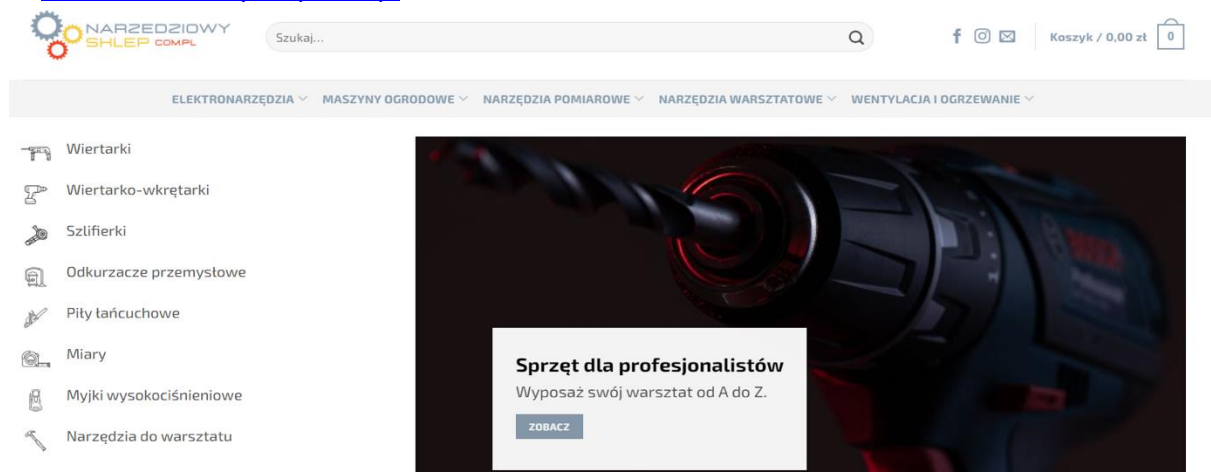 NARZEDZIOWY
SHLEP COMPL
Szukaj...
Koszyk / 0,00 zł 0
ELEKTRONARZĘDZIA MASZYNY OGRODOWE NARZĘDZIA POMIAROWE NARZĘDZIA WARSZTATOWE WENTYLACJA I OGRZEWANIE
Wiertarki
Wiertarko-wkrętarki
Szlifierki
Odkurzacze przemysłowe
Piły łańcuchowe
Miary
Myjki wysokociśnieniowe
Narzędzia do warsztatu
Sprzęt dla profesjonalistów
Wyposaż swój warsztat od A do Z.
ZOBACZ